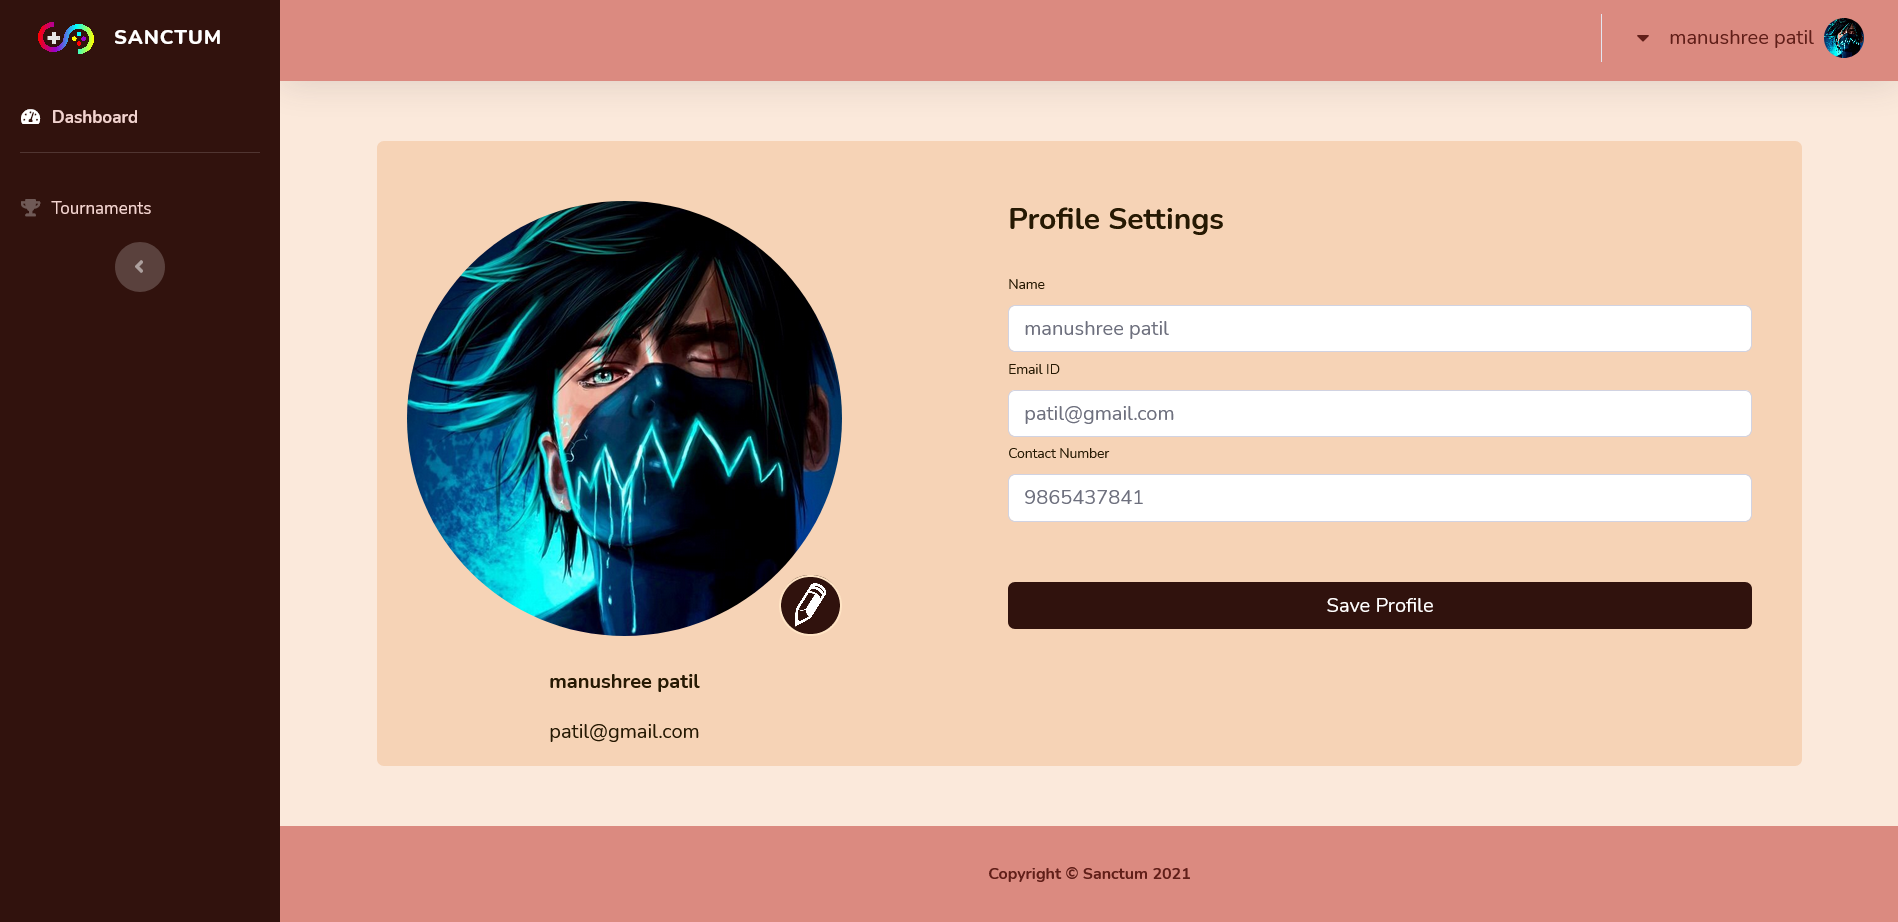 SANCTUM
manushree patil
Dashboard
Tournaments
Profile Settings
Name
manushree patil
Email ID
patil@gmail.com
Contact Number
9865437841
Save Profile
manushree patil
patil@gmail.com
Copyright © Sanctum 2021